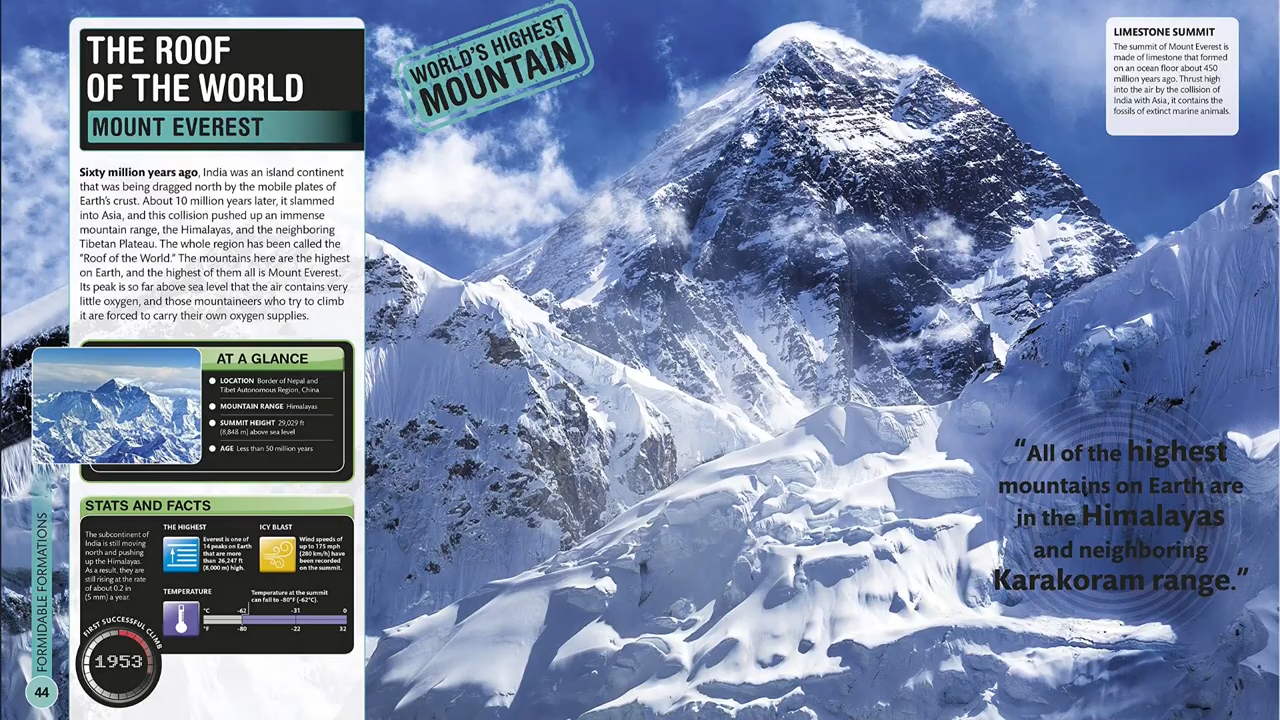 THE ROOF
OF THE WORLD
MOUNT EVEREST
Sixty million years ago, India was an island continent
that was being dragged north by the mobile plates of
Earth's crust. About 10 million years later, it slammed
into Asia, and this collision pushed up an immense
mountain range, the Himalayas, and the neighboring
Tibetan Plateau. The whole region has been called the
“Roof of the World.” The mountains here are the highest
on Earth, and the highest of them all is Mount Everest.
Its peak is so far above sea level that the air contains very
little oxygen, and those mountaineers who try to climb
it are forced to carry their own oxygen supplies.
AT A GLANCE
LOCATION Border of Nepal and
Tibet Autonomous Region, China
MOUNTAIN RANGE Himalayas
SUMMIT HEIGHT 29,029 ft
(8,848 m) above sea level
AGE Less than 50 million years
STATS AND FACTS
The subcontinent of
India is still moving
north and pushing
up the Himalayas.
As a result, they are
still rising at the rate
of about 0.2 in
(5 mm) a year.
THE HIGHEST
Everest is one of
14 peaks on Earth
that are more
than 26,247 ft
(8,000 m) high.
ICY BLAST
Wind speeds of
up to 175 mph
(280 km/h) have
been recorded
on the summit.
TEMPERATURE
Temperature at the summit
can fall to -80°F (-62°C).
°C -62 -31 0
°F -80 -22 32
FIRST SUCCESSFUL CLIMB
1953
FORMIDABLE FORMATIONS
44
WORLD'S HIGHEST
MOUNTAIN
LIMESTONE SUMMIT
The summit of Mount Everest is
made of limestone that formed
on an ocean floor about 450
million years ago. Thrust high
into the air by the collision of
India with Asia, it contains the
fossils of extinct marine animals.
“All of the highest
mountains on Earth are
in the Himalayas
and neighboring
Karakoram range.”